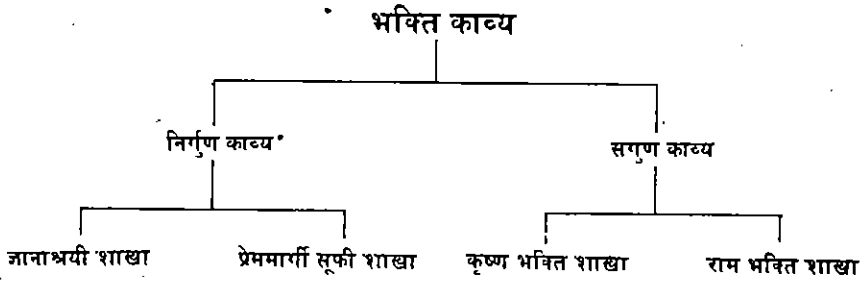 भक्ति काव्य
निर्गुण काव्य सगुण काव्य
ज्ञानाश्रयी शाखा प्रेममार्गी सूफी शाखा कृष्ण भक्ति शाखा राम भक्ति शाखा